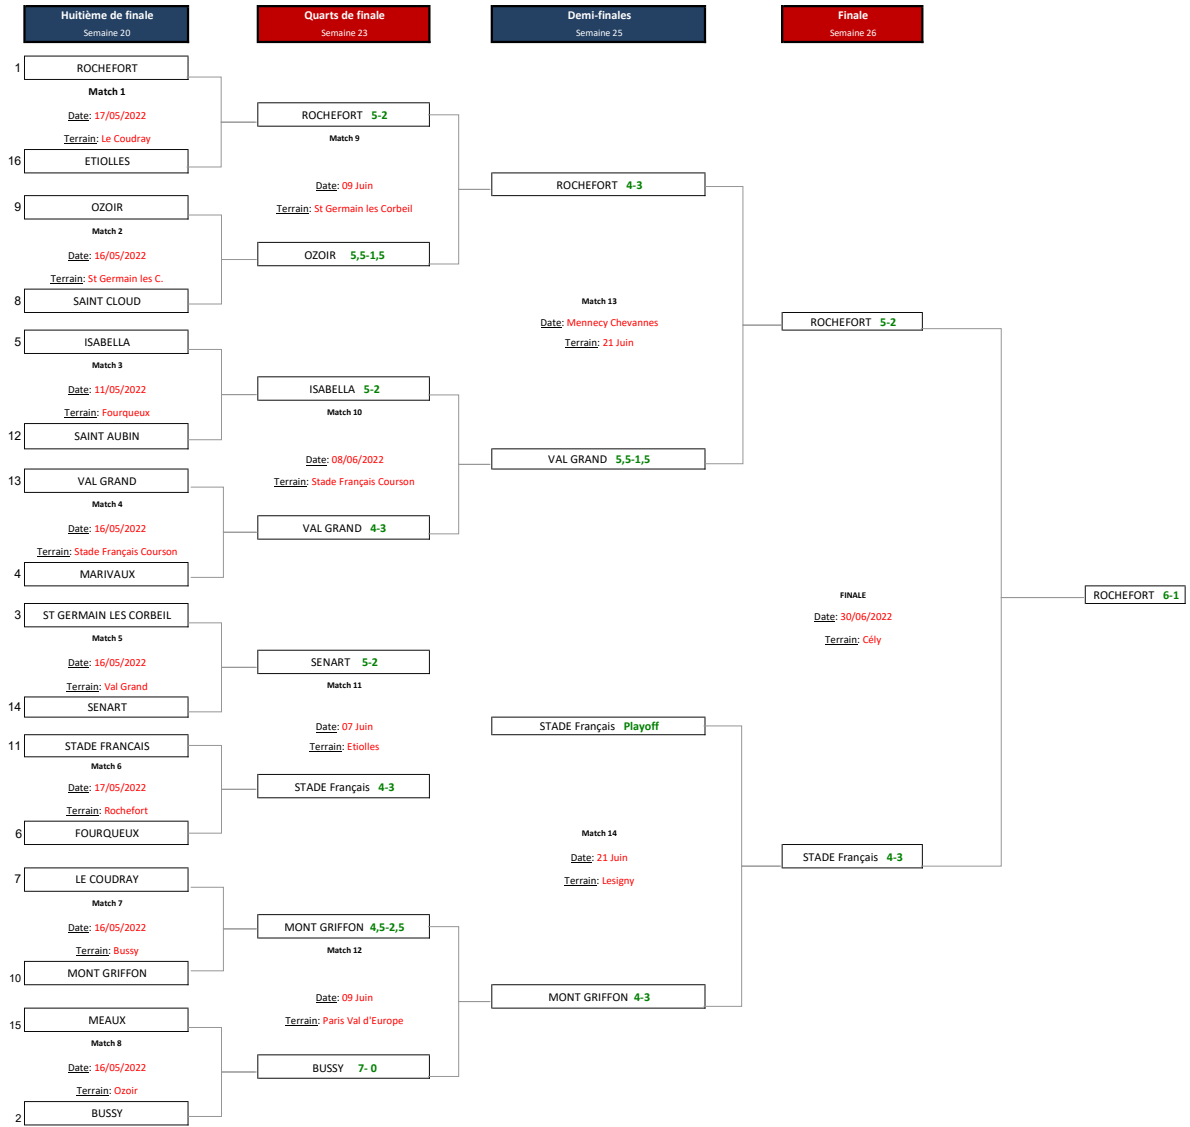 Huitième de finale
Semaine 20
Quarts de finale
Semaine 23
Demi-finales
Semaine 25
Finale
Semaine 26
1 ROCHEFORT
Match 1
Date: 17/05/2022
Terrain: Le Coudray
16 ETIOLLES
9 OZOIR
Match 2
Date: 16/05/2022
Terrain: St Germain les C.
8 SAINT CLOUD
5 ISABELLA
Match 3
Date: 11/05/2022
Terrain: Fourqueux
12 SAINT AUBIN
13 VAL GRAND
Match 4
Date: 16/05/2022
Terrain: Stade Français Courson
4 MARIVAUX
3 ST GERMAIN LES CORBEIL
Match 5
Date: 16/05/2022
Terrain: Val Grand
14 SENART
11 STADE FRANCAIS
Match 6
Date: 17/05/2022
Terrain: Rochefort
6 FOURQUEUX
7 LE COUDRAY
Match 7
Date: 16/05/2022
Terrain: Bussy
10 MONT GRIFFON
15 MEAUX
Match 8
Date: 16/05/2022
Terrain: Ozoir
2 BUSSY
ROCHEFORT 5-2
Match 9
Date: 09 Juin
Terrain: St Germain les Corbeil
OZOIR 5,5-1,5
ISABELLA 5-2
Match 10
Date: 08/06/2022
Terrain: Stade Français Courson
VAL GRAND 4-3
SENART 5-2
Match 11
Date: 07 Juin
Terrain: Etiolles
STADE Français 4-3
MONT GRIFFON 4,5-2,5
Match 12
Date: 09 Juin
Terrain: Paris Val d'Europe
BUSSY 7- 0
ROCHEFORT 4-3
Match 13
Date: Mennecy Chevannes
Terrain: 21 Juin
VAL GRAND 5,5-1,5
STADE Français Playoff
Match 14
Date: 21 Juin
Terrain: Lesigny
MONT GRIFFON 4-3
ROCHEFORT 5-2
FINALE
Date: 30/06/2022
Terrain: Cély
STADE Français 4-3
ROCHEFORT 6-1